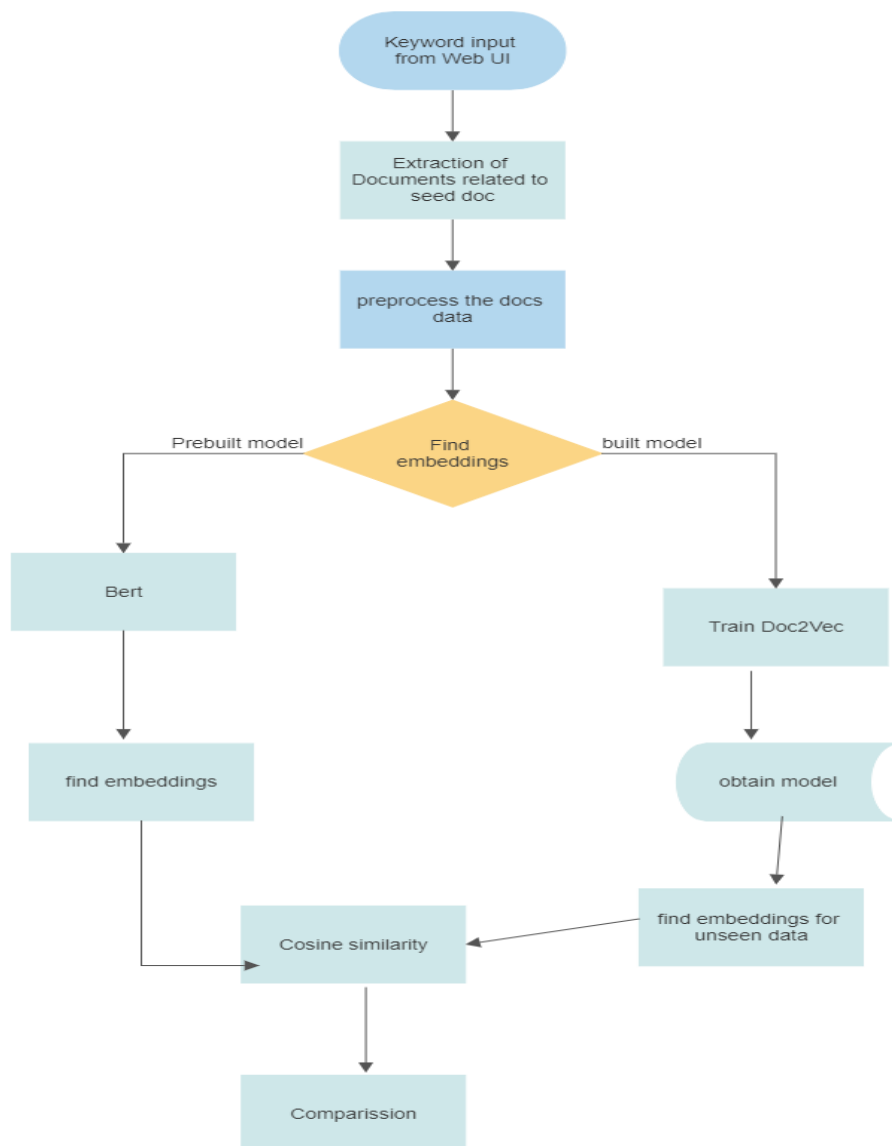 Keyword input
from Web UI
Extraction of
Documents related to
seed doc
preprocess the docs
data
Prebuilt model
Find
embeddings
built model
Bert
Train Doc2Vec
find embeddings
obtain model
find embeddings for
unseen data
Cosine similarity
Comparission